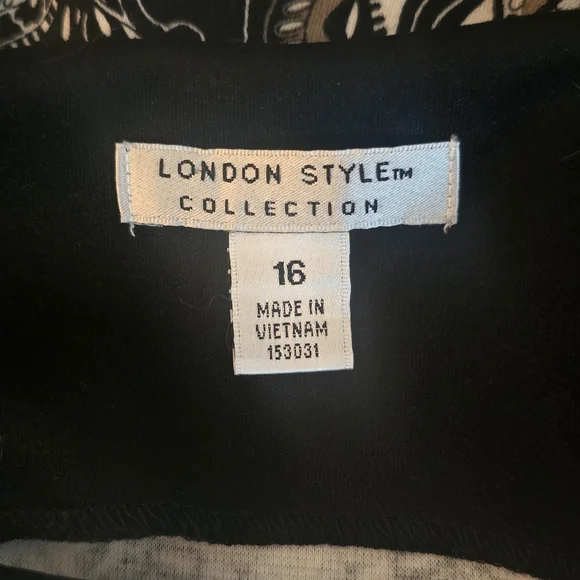 LONDON STYLE™
COLLECTION
16
MADE IN
VIETNAM
153031